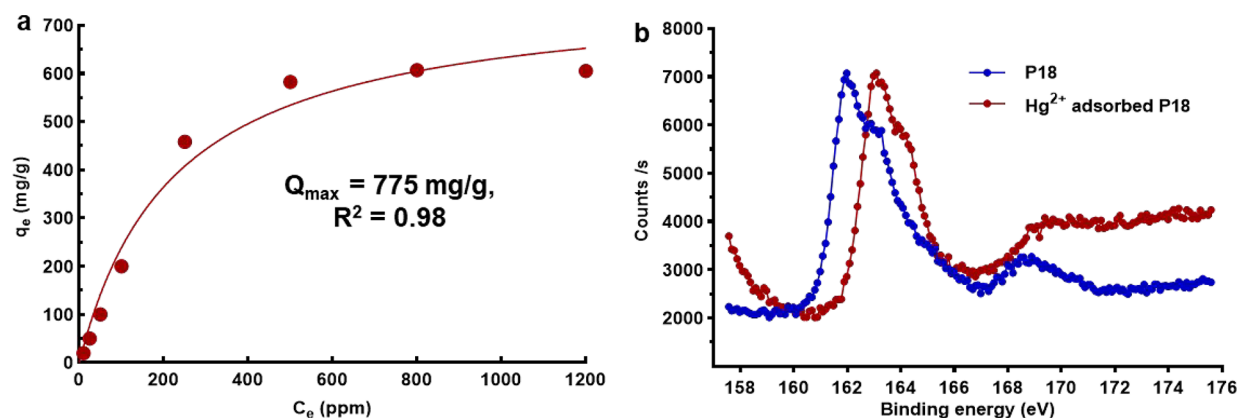 a
700
600
500
400
300
200
100
0
qe (mg/g)
Qmax = 775 mg/g,
R² = 0.98
0 200 400 600 800 1000 1200
Ce (ppm)
b
8000
7000
6000
5000
4000
3000
2000
Counts /s
P18
Hg²⁺ adsorbed P18
158 160 162 164 166 168 170 172 174 176
Binding energy (eV)